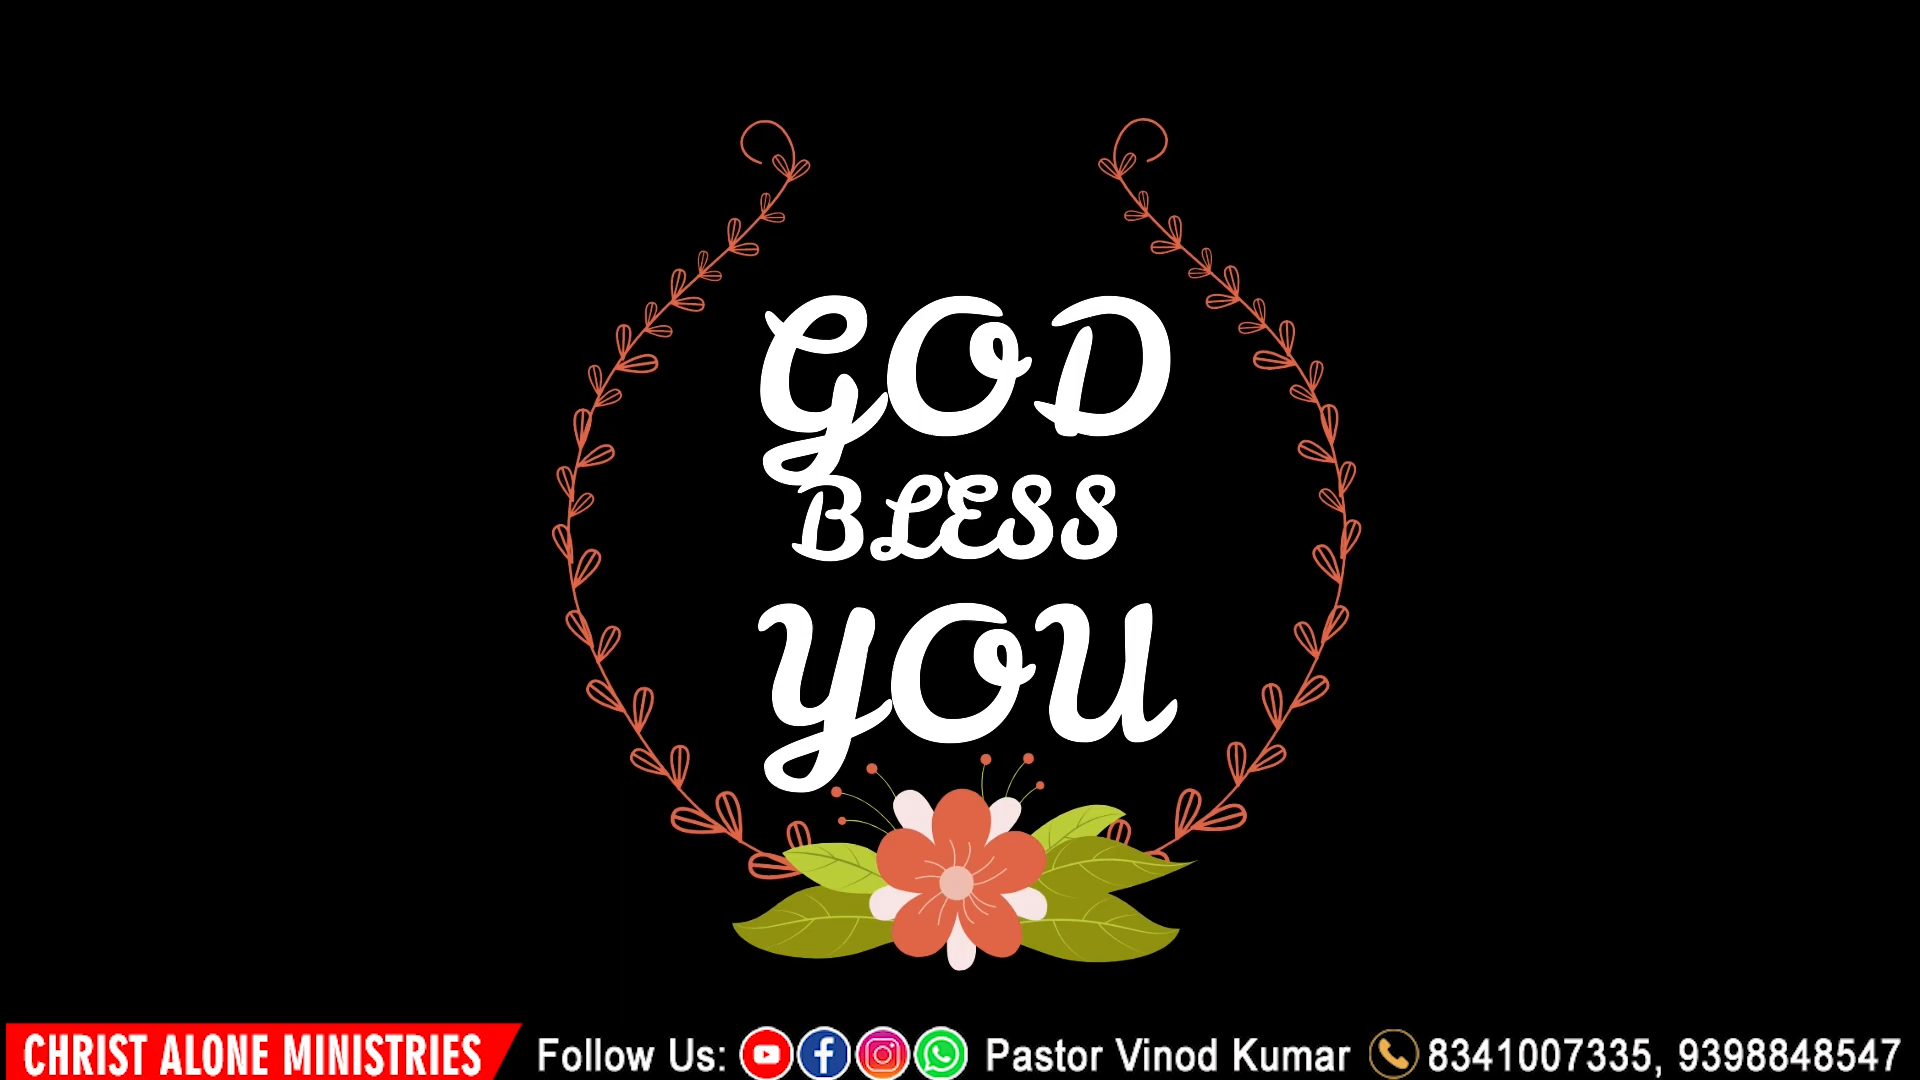 GOD
BLESS
YOU
CHRIST ALONE MINISTRIES Follow Us: Pastor Vinod Kumar 8341007335, 9398848547